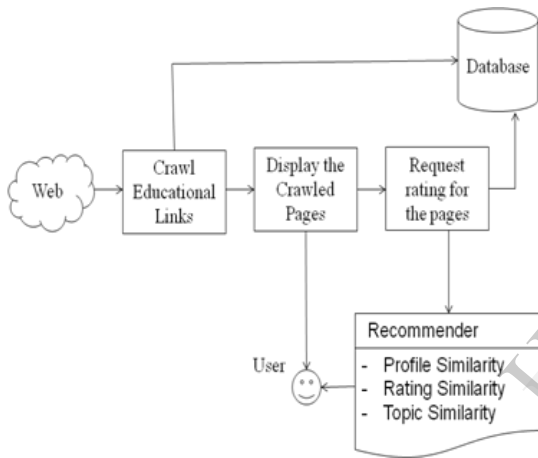 Database
Web
Crawl
Educational
Links
Display the
Crawled
Pages
Request
rating for
the pages
Recommender
- Profile Similarity
- Rating Similarity
- Topic Similarity
User